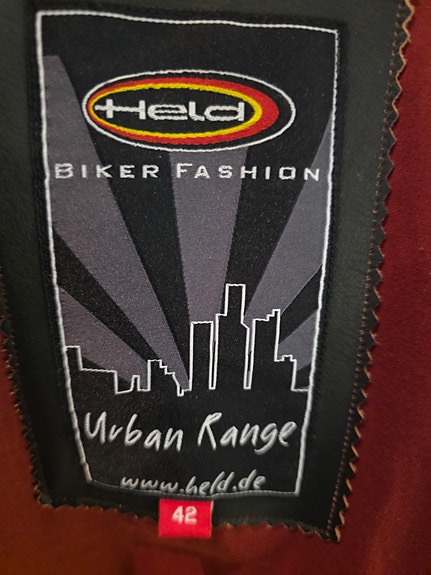 Held
BIKER FASHION
Urban Range
www.held.de
42